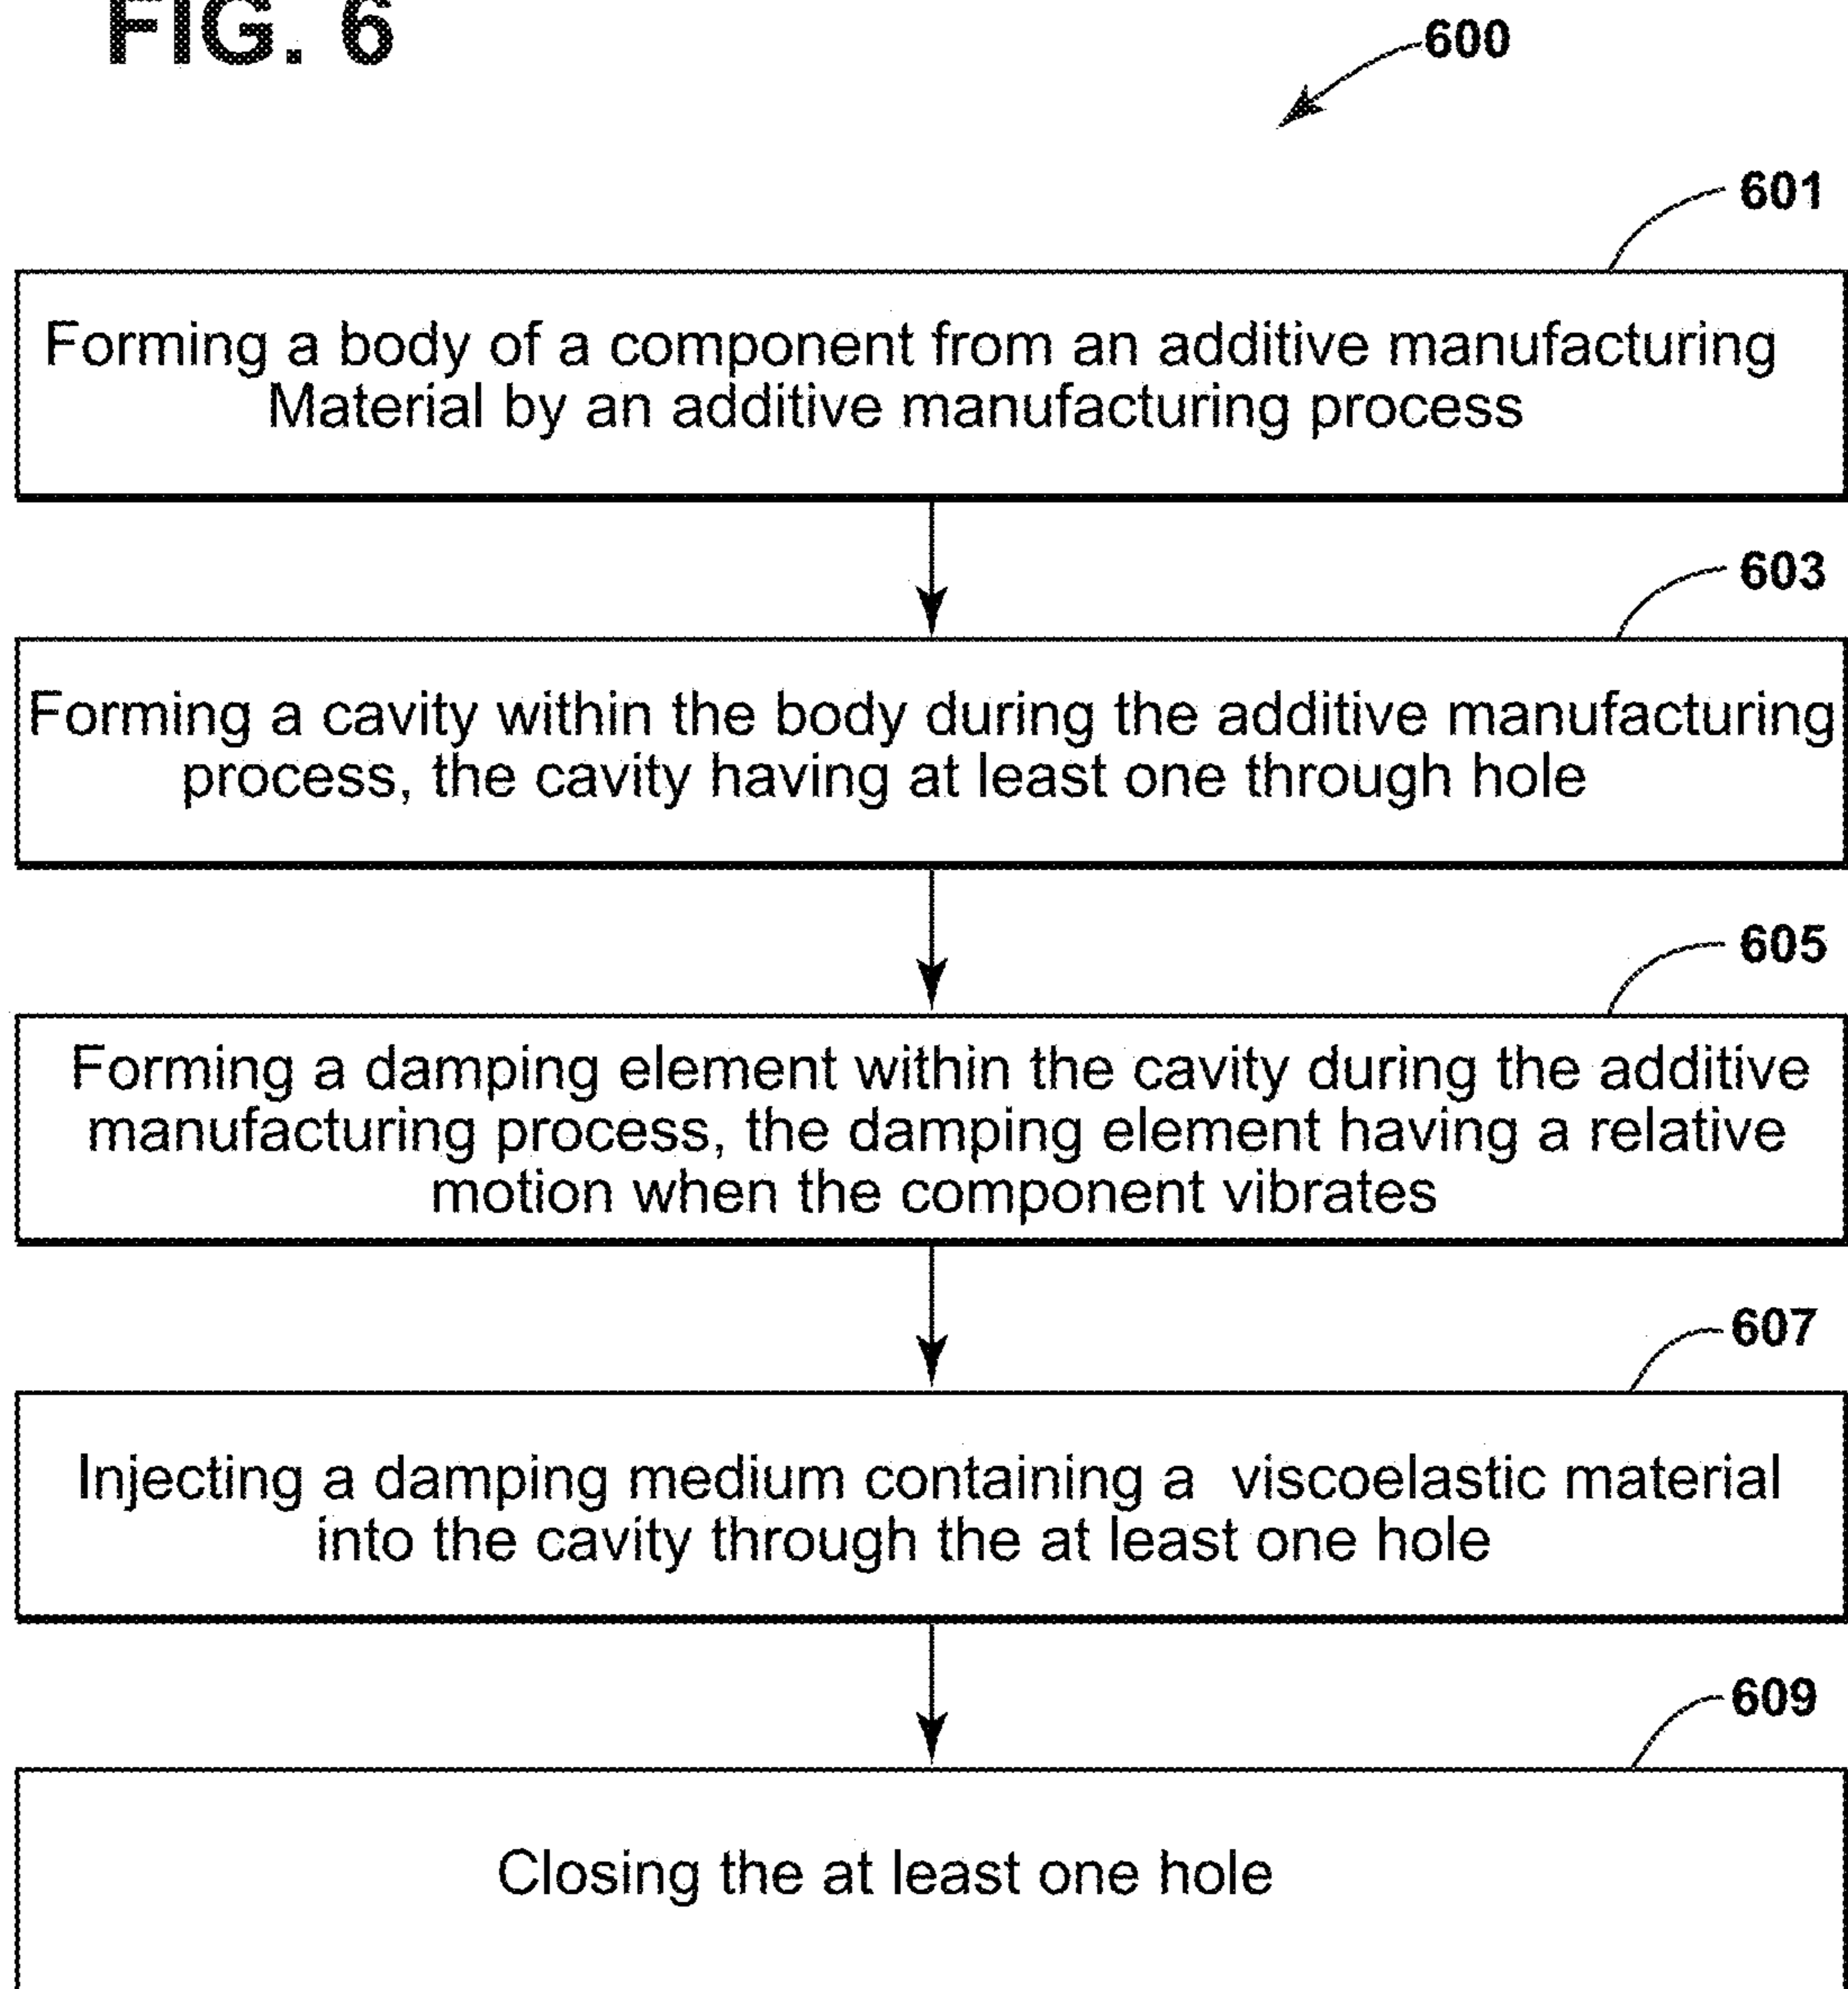 FIG. 6
600
601
Forming a body of a component from an additive manufacturing
Material by an additive manufacturing process
603
Forming a cavity within the body during the additive manufacturing
process, the cavity having at least one through hole
605
Forming a damping element within the cavity during the additive
manufacturing process, the damping element having a relative
motion when the component vibrates
607
Injecting a damping medium containing a viscoelastic material
into the cavity through the at least one hole
609
Closing the at least one hole